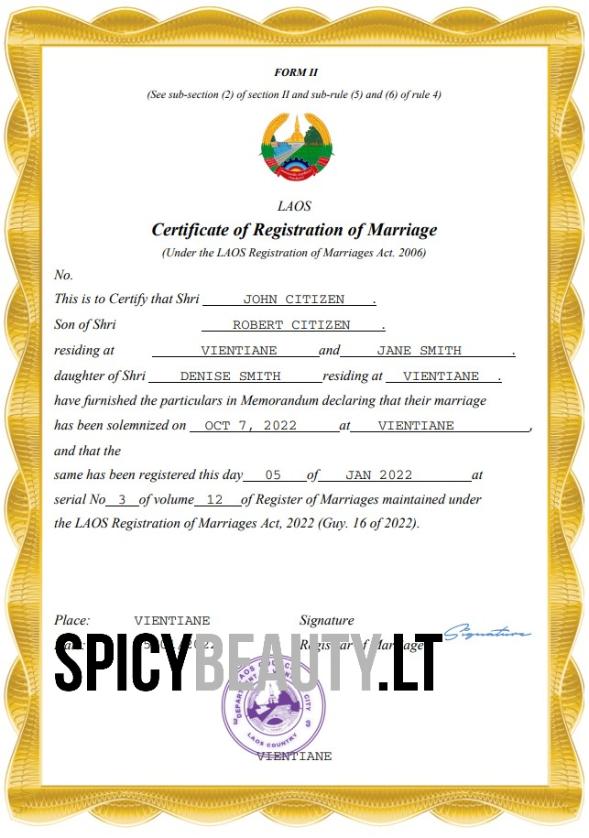 FORM II
(See sub-section (2) of section II and sub-rule (5) and (6) of rule 4)
LAOS
Certificate of Registration of Marriage
(Under the LAOS Registration of Marriages Act. 2006)
No.
This is to Certify that Shri JOHN CITIZEN .
Son of Shri ROBERT CITIZEN .
residing at VIENTIANE and JANE SMITH .
daughter of Shri DENISE SMITH residing at VIENTIANE .
have furnished the particulars in Memorandum declaring that their marriage
has been solemnized on OCT 7, 2022 at VIENTIANE ,
and that the
same has been registered this day 05 of JAN 2022 at
serial No 3 of volume 12 of Register of Marriages maintained under
the LAOS Registration of Marriages Act, 2022 (Guy. 16 of 2022).
Place: VIENTIANE Signature Signature
Registrar of Marriage
SPICYBEAUTY.LT
LAOS COUNTRY
VIENTIANE